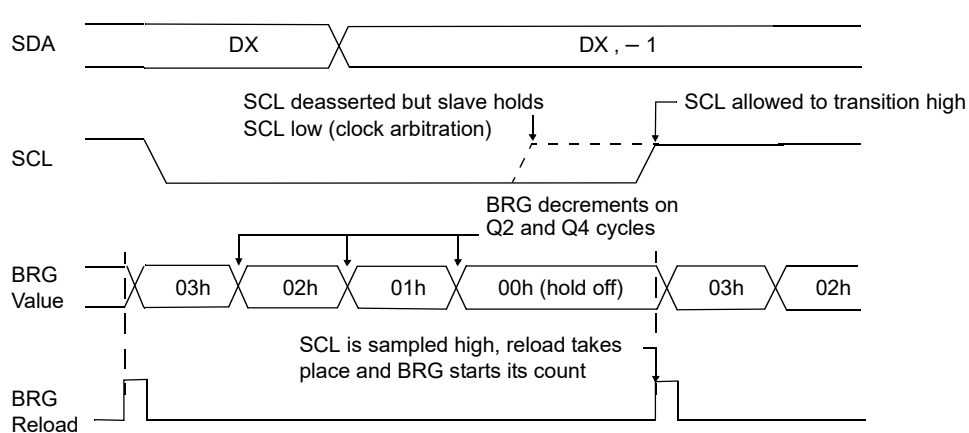 SDA
DX
DX , – 1
SCL deasserted but slave holds
SCL low (clock arbitration)
SCL allowed to transition high
SCL
BRG decrements on
Q2 and Q4 cycles
BRG
Value
03h
02h
01h
00h (hold off)
03h
02h
SCL is sampled high, reload takes
place and BRG starts its count
BRG
Reload